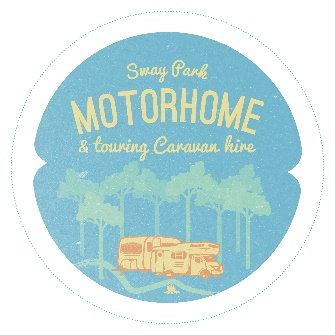 Sway Park
MOTORHOME
& touring Caravan hire